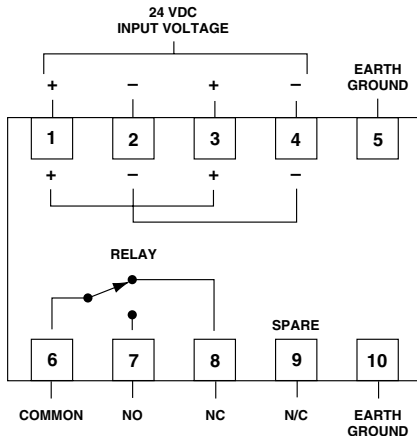 24 VDC
INPUT VOLTAGE
EARTH
GROUND
+ − + −
1 2 3 4 5
+ − + −
RELAY
SPARE
6 7 8 9 10
COMMON NO NC N/C EARTH
GROUND